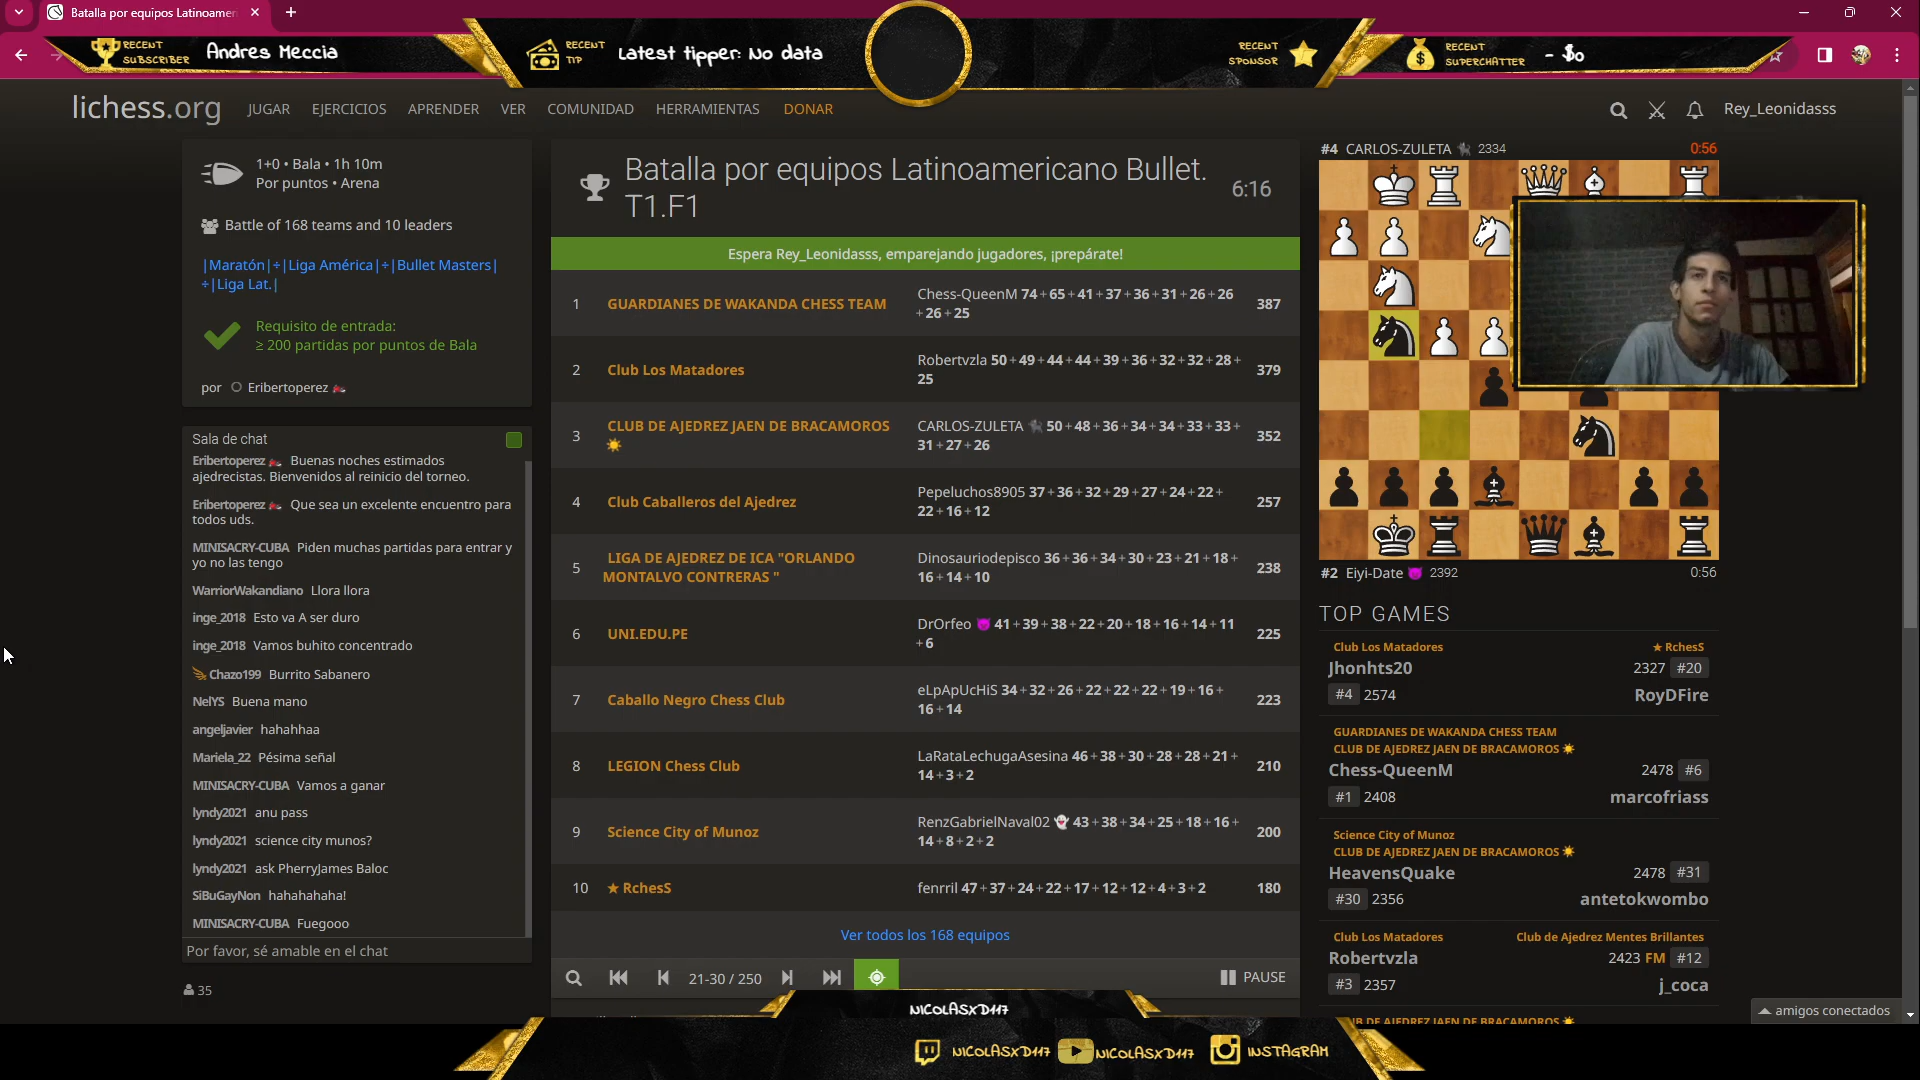 Batalla por equipos Latinoamer
RECENT SUBSCRIBER Andres Meccia
RECENT TIP Latest tipper: No data
RECENT SPONSOR
RECENT SUPERCHATTER - $0
lichess.org JUGAR EJERCICIOS APRENDER VER COMUNIDAD HERRAMIENTAS DONAR Rey_Leonidasss
1+0 • Bala • 1h 10m
Por puntos • Arena
Battle of 168 teams and 10 leaders
|Maratón|÷|Liga América|÷|Bullet Masters|
÷|Liga Lat.|
Requisito de entrada:
≥ 200 partidas por puntos de Bala
por Eribertoperez
Sala de chat
Eribertoperez Buenas noches estimados
ajedrecistas. Bienvenidos al reinicio del torneo.
Eribertoperez Que sea un excelente encuentro para
todos uds.
MINISACRY-CUBA Piden muchas partidas para entrar y
yo no las tengo
WarriorWakandiano Llora llora
inge_2018 Esto va A ser duro
inge_2018 Vamos buhito concentrado
Chazo199 Burrito Sabanero
NelYS Buena mano
angeljavier hahahhaa
Mariela_22 Pésima señal
MINISACRY-CUBA Vamos a ganar
lyndy2021 anu pass
lyndy2021 science city munos?
lyndy2021 ask PherryJames Baloc
SiBuGayNon hahahahaha!
MINISACRY-CUBA Fuegooo
Por favor, sé amable en el chat
35
Batalla por equipos Latinoamericano Bullet.
T1.F1
6:16
Espera Rey_Leonidasss, emparejando jugadores, ¡prepárate!
1 GUARDIANES DE WAKANDA CHESS TEAM Chess-QueenM 74+65+41+37+36+31+26+26
+26+25 387
2 Club Los Matadores Robertvzla 50+49+44+44+39+36+32+32+28+
25 379
3 CLUB DE AJEDREZ JAEN DE BRACAMOROS CARLOS-ZULETA 50+48+36+34+34+33+33+
31+27+26 352
4 Club Caballeros del Ajedrez Pepeluchos8905 37+36+32+29+27+24+22+
22+16+12 257
5 LIGA DE AJEDREZ DE ICA "ORLANDO
MONTALVO CONTRERAS " Dinosauriodepisco 36+36+34+30+23+21+18+
16+14+10 238
6 UNI.EDU.PE DrOrfeo 41+39+38+22+20+18+16+14+11
+6 225
7 Caballo Negro Chess Club eLpApUcHiS 34+32+26+22+22+22+19+16+
16+14 223
8 LEGION Chess Club LaRataLechugaAsesina 46+38+30+28+28+21+
14+3+2 210
9 Science City of Munoz RenzGabrielNaval02 43+38+34+25+18+16+
14+8+2+2 200
10 RchesS fenrril 47+37+24+22+17+12+12+4+3+2 180
Ver todos los 168 equipos
21-30 / 250 PAUSE
#4 CARLOS-ZULETA 2334 0:56
#2 Eiyi-Date 2392 0:56
TOP GAMES
Club Los Matadores RchesS
Jhonhts20 2327 #20
#4 2574 RoyDFire
GUARDIANES DE WAKANDA CHESS TEAM
CLUB DE AJEDREZ JAEN DE BRACAMOROS
Chess-QueenM 2478 #6
#1 2408 marcofriass
Science City of Munoz
CLUB DE AJEDREZ JAEN DE BRACAMOROS
HeavensQuake 2478 #31
#30 2356 antetokwombo
Club Los Matadores Club de Ajedrez Mentes Brillantes
Robertvzla 2423 FM #12
#3 2357 j_coca
UB DE AJEDREZ JAEN DE BRACAMOROS
amigos conectados
NICOLASXD117
NICOLASXD117 NICOLASXD117 INSTAGRAM